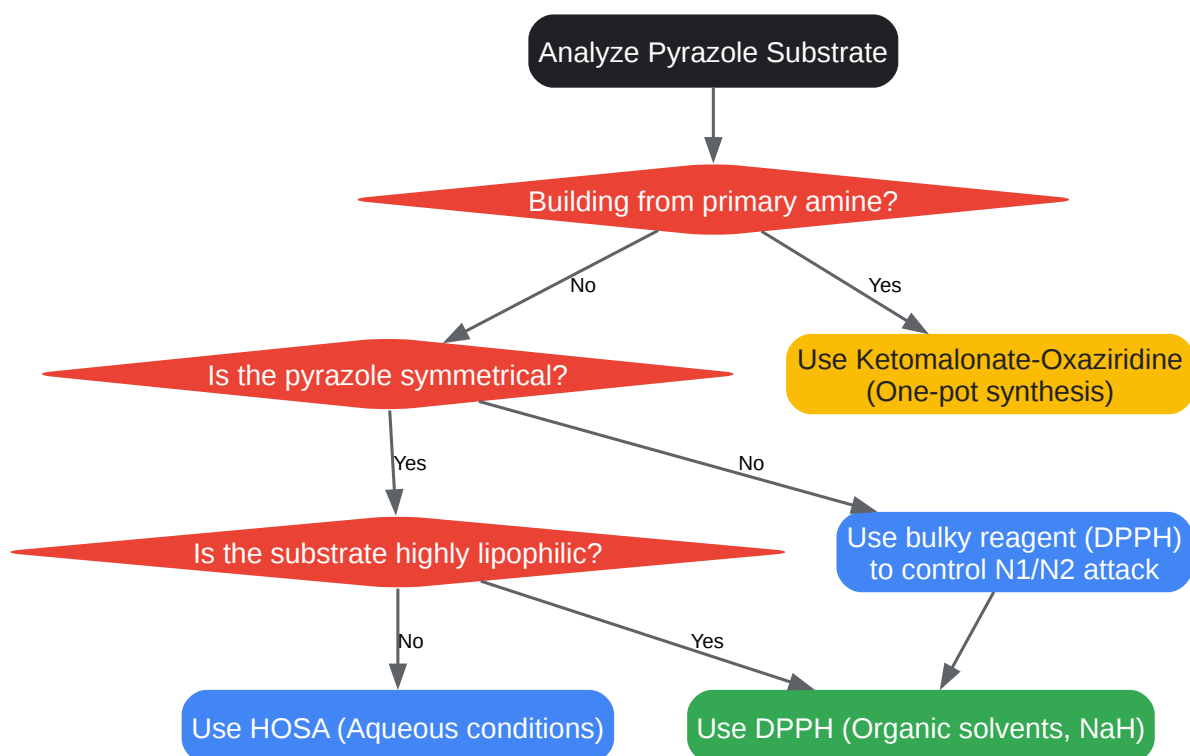 Analyze Pyrazole Substrate
Building from primary amine?
No
Yes
Use Ketomalonate-Oxaziridine
(One-pot synthesis)
Is the pyrazole symmetrical?
Yes
No
Use bulky reagent (DPPH)
to control N1/N2 attack
Is the substrate highly lipophilic?
No
Yes
Use HOSA (Aqueous conditions)
Use DPPH (Organic solvents, NaH)